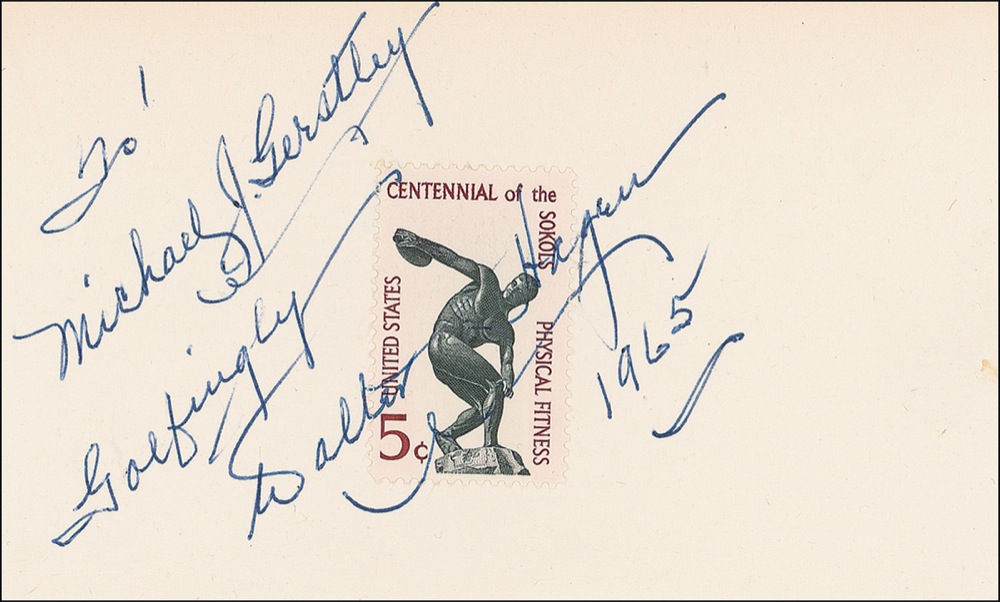 To!
Michael J. Gerstley
Golfingly
Walter Hagen
1965
CENTENNIAL of the
SOKOLS
PHYSICAL FITNESS
UNITED STATES
5¢